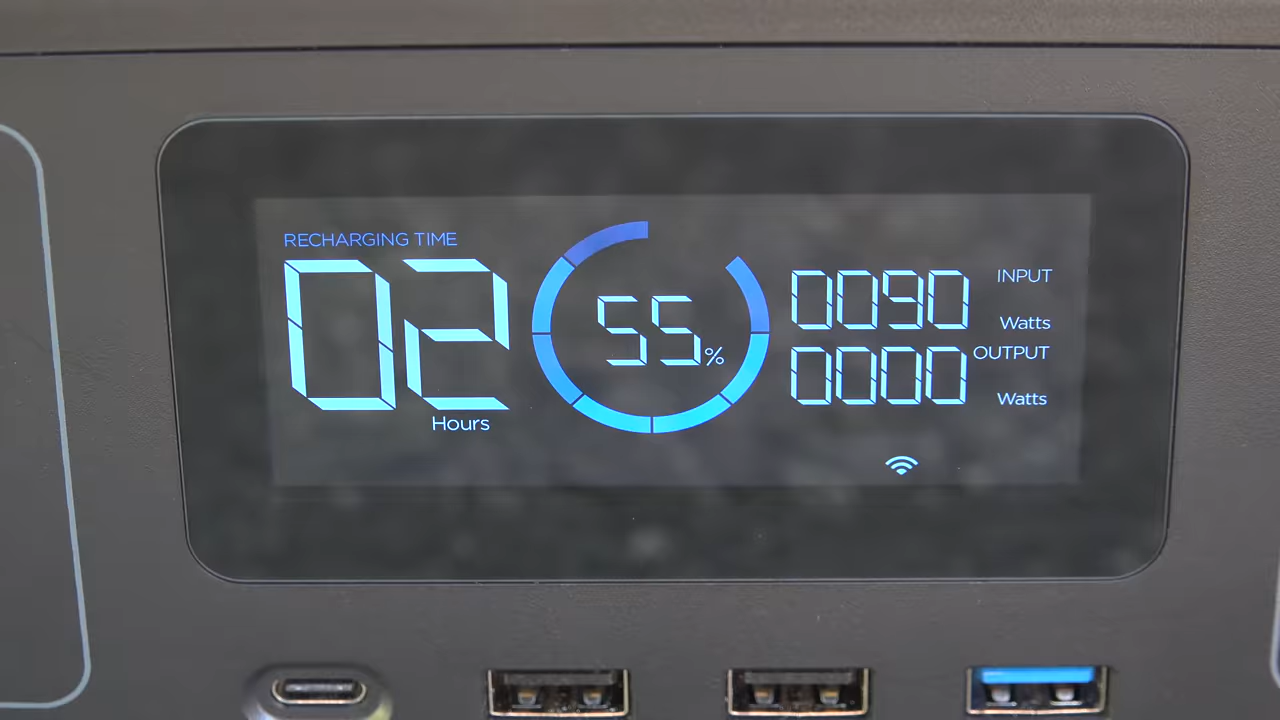 RECHARGING TIME
02
Hours
55%
0090 INPUT
Watts
0000 OUTPUT
Watts